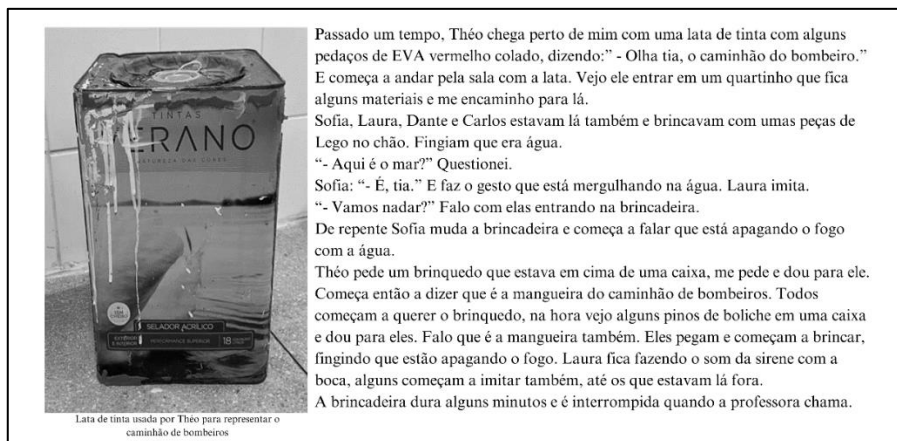 TINTAS
VERANO
NATUREZA DAS CORES
SELADOR ACRÍLICO
EXTERIOR E INTERIOR
PERFORMANCE SUPERIOR
18
Lata de tinta usada por Théo para representar o
caminhão de bombeiros
Passado um tempo, Théo chega perto de mim com uma lata de tinta com alguns
pedaços de EVA vermelho colado, dizendo:” - Olha tia, o caminhão do bombeiro.”
E começa a andar pela sala com a lata. Vejo ele entrar em um quartinho que fica
alguns materiais e me encaminho para lá.
Sofia, Laura, Dante e Carlos estavam lá também e brincavam com umas peças de
Lego no chão. Fingiam que era água.
“- Aqui é o mar?” Questionei.
Sofia: “- É, tia.” E faz o gesto que está mergulhando na água. Laura imita.
“- Vamos nadar?” Falo com elas entrando na brincadeira.
De repente Sofia muda a brincadeira e começa a falar que está apagando o fogo
com a água.
Théo pede um brinquedo que estava em cima de uma caixa, me pede e dou para ele.
Começa então a dizer que é a mangueira do caminhão de bombeiros. Todos
começam a querer o brinquedo, na hora vejo alguns pinos de boliche em uma caixa
e dou para eles. Falo que é a mangueira também. Eles pegam e começam a brincar,
fingindo que estão apagando o fogo. Laura fica fazendo o som da sirene com a
boca, alguns começam a imitar também, até os que estavam lá fora.
A brincadeira dura alguns minutos e é interrompida quando a professora chama.